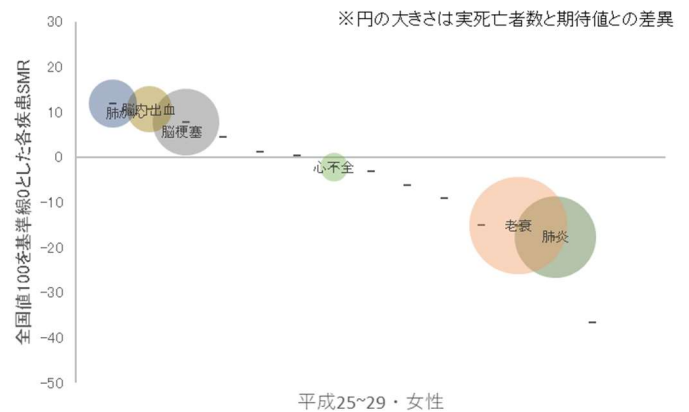 ※円の大きさは実死亡者数と期待値との差異
全国値100を基準線0とした各疾患SMR
30
20
10
0
-10
-20
-30
-40
-50
脳内出血
脳梗塞
心不全
老衰
肺炎
平成25~29・女性